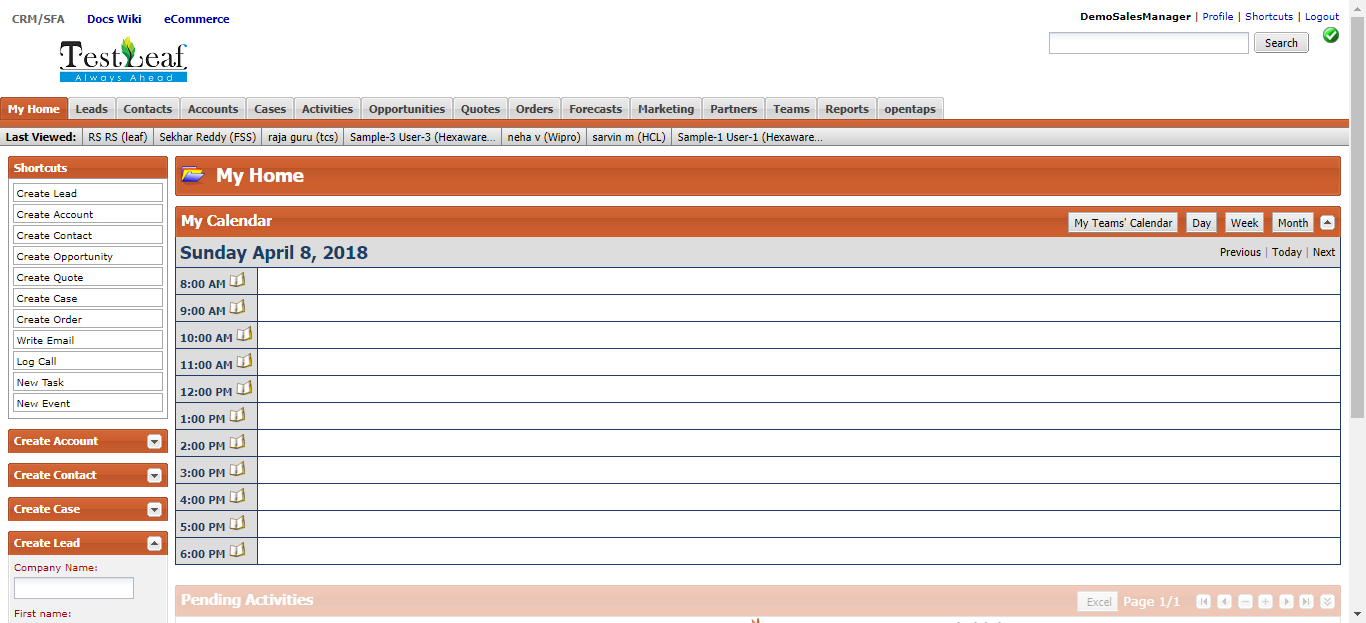 CRM/SFA Docs Wiki eCommerce
DemoSalesManager | Profile | Shortcuts | Logout
Search
TestLeaf
Always Ahead
My Home Leads Contacts Accounts Cases Activities Opportunities Quotes Orders Forecasts Marketing Partners Teams Reports opentaps
Last Viewed: RS RS (leaf) Sekhar Reddy (FSS) raja guru (tcs) Sample-3 User-3 (Hexaware... neha v (Wipro) sarvin m (HCL) Sample-1 User-1 (Hexaware...
Shortcuts
Create Lead
Create Account
Create Contact
Create Opportunity
Create Quote
Create Case
Create Order
Write Email
Log Call
New Task
New Event
Create Account
Create Contact
Create Case
Create Lead
Company Name:
First name:
My Home
My Calendar My Teams' Calendar Day Week Month
Sunday April 8, 2018 Previous | Today | Next
8:00 AM
9:00 AM
10:00 AM
11:00 AM
12:00 PM
1:00 PM
2:00 PM
3:00 PM
4:00 PM
5:00 PM
6:00 PM
Pending Activities Excel Page 1/1